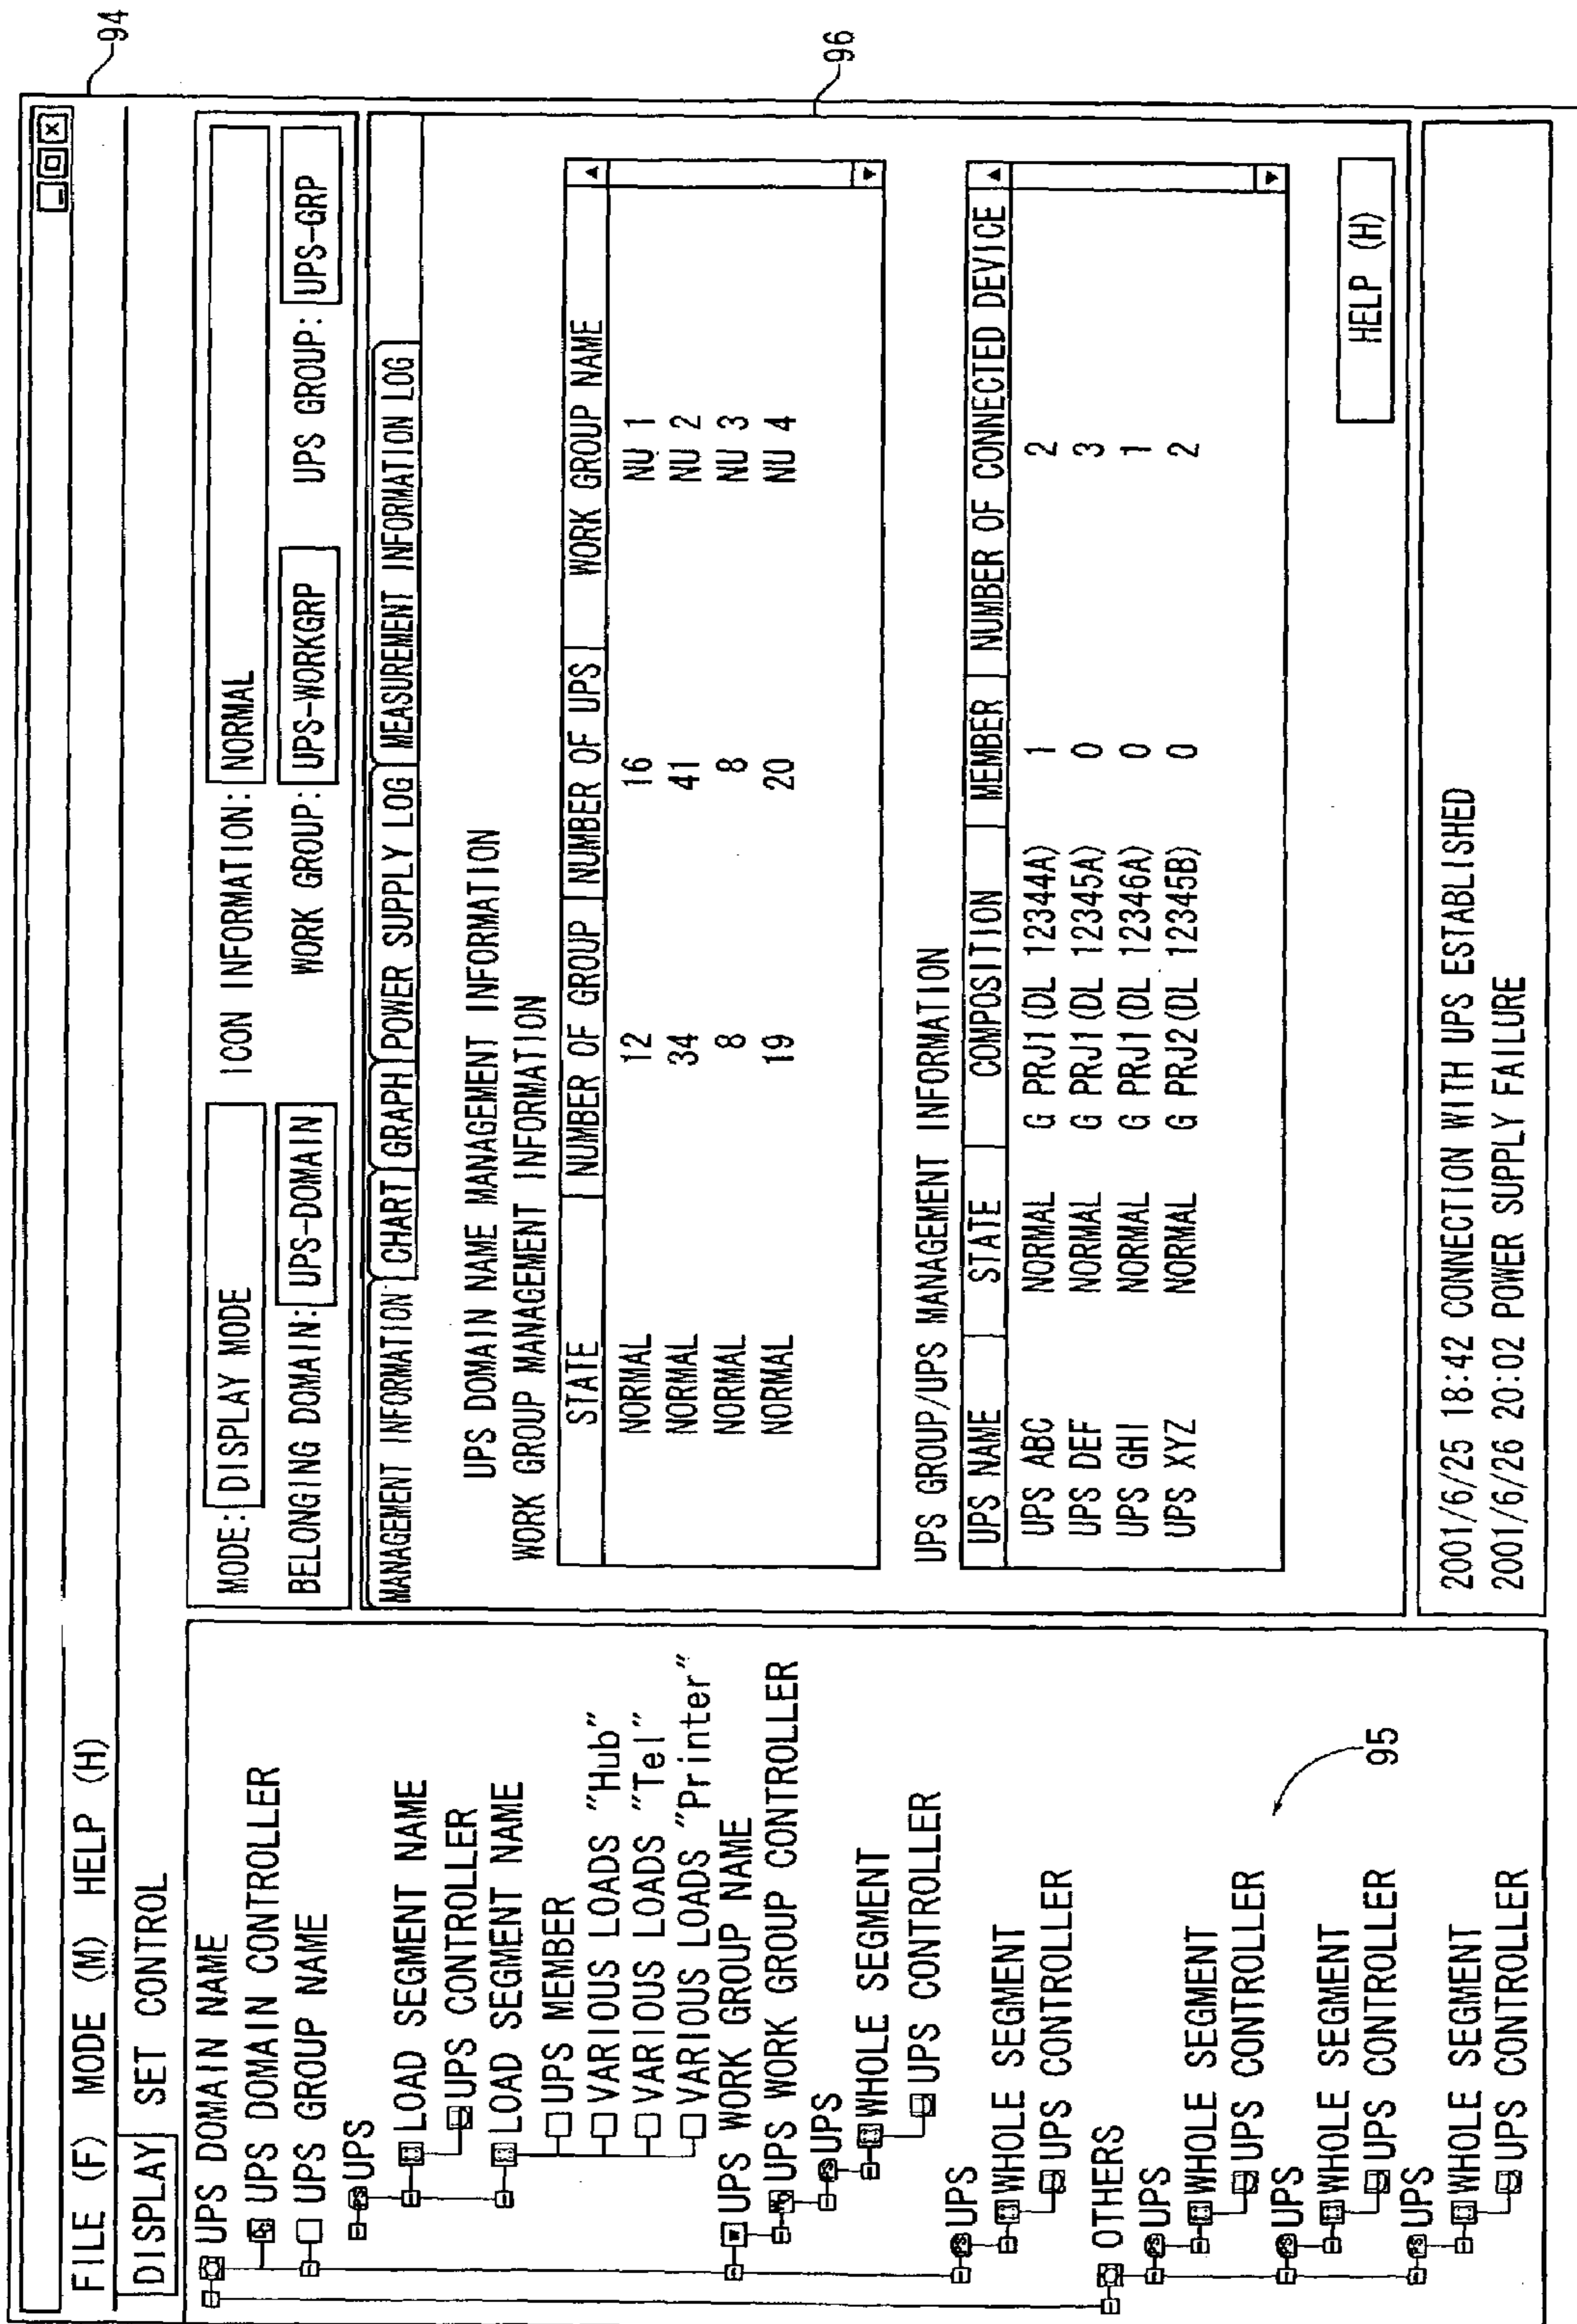 94
FILE (F) MODE (M) HELP (H)
DISPLAY SET CONTROL
UPS DOMAIN NAME
UPS DOMAIN CONTROLLER
UPS GROUP NAME
UPS
LOAD SEGMENT NAME
UPS CONTROLLER
LOAD SEGMENT NAME
UPS MEMBER
VARIOUS LOADS "Hub"
VARIOUS LOADS "Tel"
VARIOUS LOADS "Printer"
UPS WORK GROUP NAME
UPS WORK GROUP CONTROLLER
UPS
WHOLE SEGMENT
UPS CONTROLLER
UPS
WHOLE SEGMENT
UPS CONTROLLER
OTHERS
UPS
WHOLE SEGMENT
UPS CONTROLLER
UPS
WHOLE SEGMENT
UPS CONTROLLER
UPS
WHOLE SEGMENT
UPS CONTROLLER
95
MODE: DISPLAY MODE ICON INFORMATION: NORMAL
BELONGING DOMAIN: UPS-DOMAIN WORK GROUP: UPS-WORKGRP UPS GROUP: UPS-GRP
MANAGEMENT INFORMATION CHART GRAPH POWER SUPPLY LOG MEASUREMENT INFORMATION LOG
96
UPS DOMAIN NAME MANAGEMENT INFORMATION
WORK GROUP MANAGEMENT INFORMATION
STATE NUMBER OF GROUP NUMBER OF UPS WORK GROUP NAME
NORMAL 12 16 NU 1
NORMAL 34 41 NU 2
NORMAL 8 8 NU 3
NORMAL 19 20 NU 4
UPS GROUP/UPS MANAGEMENT INFORMATION
UPS NAME STATE COMPOSITION MEMBER NUMBER OF CONNECTED DEVICE
UPS ABC NORMAL G PRJ1(DL 12344A) 1 2
UPS DEF NORMAL G PRJ1(DL 12345A) 0 3
UPS GHI NORMAL G PRJ1(DL 12346A) 0 1
UPS XYZ NORMAL G PRJ2(DL 12345B) 0 2
HELP (H)
2001/6/25 18:42 CONNECTION WITH UPS ESTABLISHED
2001/6/26 20:02 POWER SUPPLY FAILURE